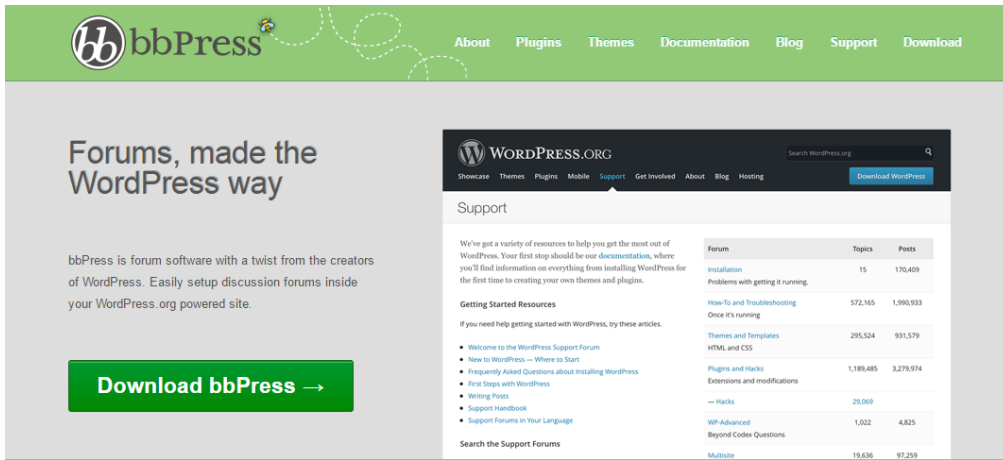 bb bbPress
About Plugins Themes Documentation Blog Support Download
Forums, made the
WordPress way
bbPress is forum software with a twist from the creators
of WordPress. Easily setup discussion forums inside
your WordPress.org powered site.
Download bbPress →
W WORDPRESS.ORG
Search WordPress.org
Showcase Themes Plugins Mobile Support Get Involved About Blog Hosting
Download WordPress
Support
We've got a variety of resources to help you get the most out of
WordPress. Your first stop should be our documentation, where
you'll find information on everything from installing WordPress for
the first time to creating your own themes and plugins.
Getting Started Resources
If you need help getting started with WordPress, try these articles.
• Welcome to the WordPress Support Forum
• New to WordPress — Where to Start
• Frequently Asked Questions about Installing WordPress
• First Steps with WordPress
• Writing Posts
• Support Handbook
• Support Forums in Your Language
Search the Support Forums
Forum Topics Posts
Installation 15 170,409
Problems with getting it running.
How-To and Troubleshooting 572,165 1,990,933
Once it's running
Themes and Templates 295,524 931,579
HTML and CSS
Plugins and Hacks 1,189,485 3,279,974
Extensions and modifications
— Hacks 29,069
WP-Advanced 1,022 4,825
Beyond Codex Questions
Multisite 19,636 97,259